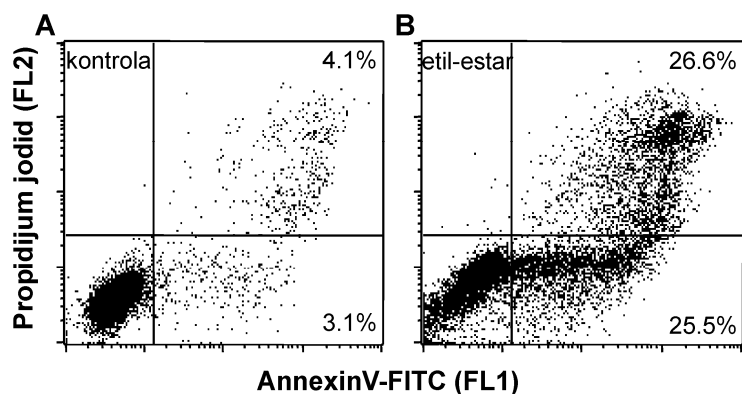 A
B
kontrola
4.1%
etil-estar
26.6%
Propidijum jodid (FL2)
3.1%
25.5%
AnnexinV-FITC (FL1)